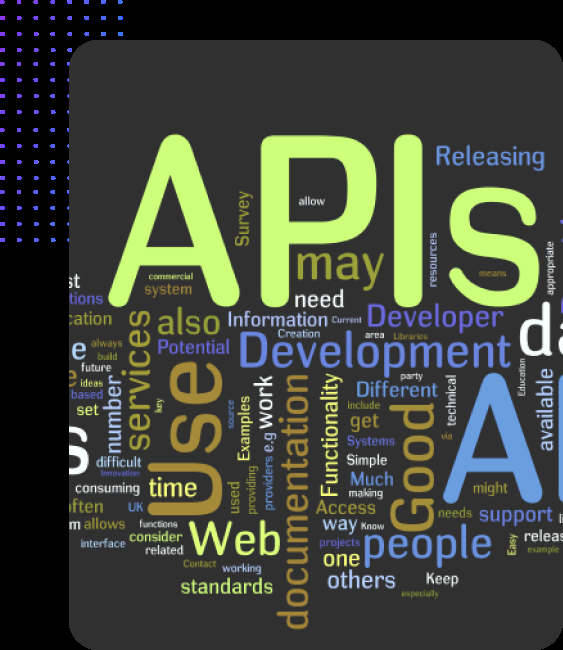 APIs
Releasing
Survey
allow
may
resources
means
appropriate
commercial
system
need
st
tions
cation
also
Information
Current
Developer
Creation
area
Libraries
da
e
always
build
Potential
Development
future
ideas
based
set
number
services
key
Use
source
Examples
work
e.g
documentation
Functionality
party
Different
include
get
Systems
Good
technical
via
Education
available
s
difficult
Innovation
consuming
time
used
providing
providers
Simple
Much
making
Access
might
often
UK
m
allows
functions
consider
related
interface
Web
way
Know
needs
support
projects
people
one
others
Keep
Easy
releas
example
Contact
working
standards
especially